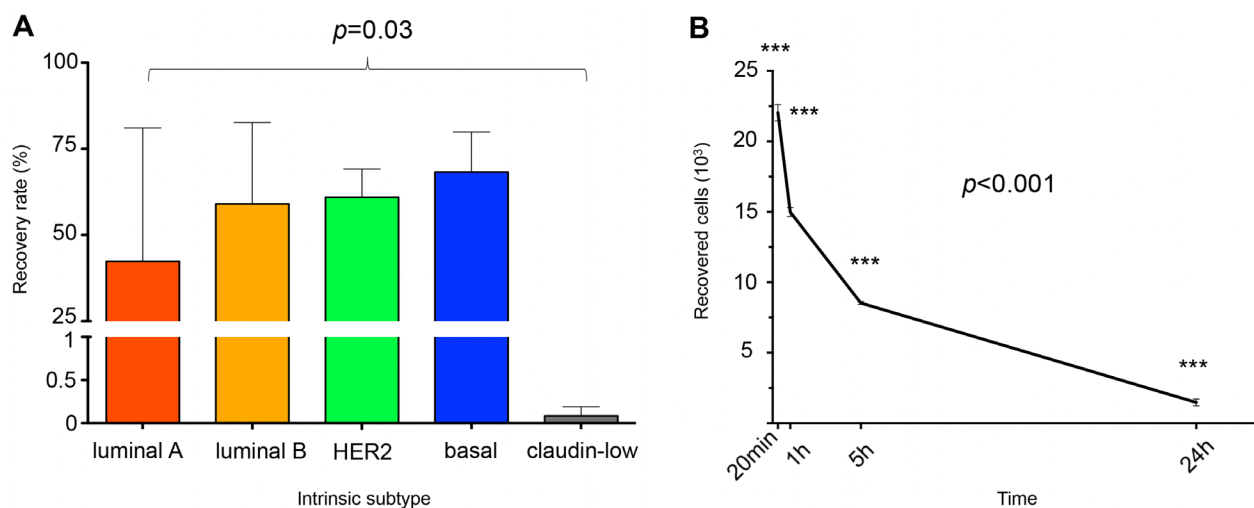 A
p=0.03
Recovery rate (%)
100
75
50
25
1
0.5
0
luminal A luminal B HER2 basal claudin-low
Intrinsic subtype
B
Recovered cells (10³)
25
20
15
10
5
***
***
***
***
p<0.001
20min 1h 5h 24h
Time